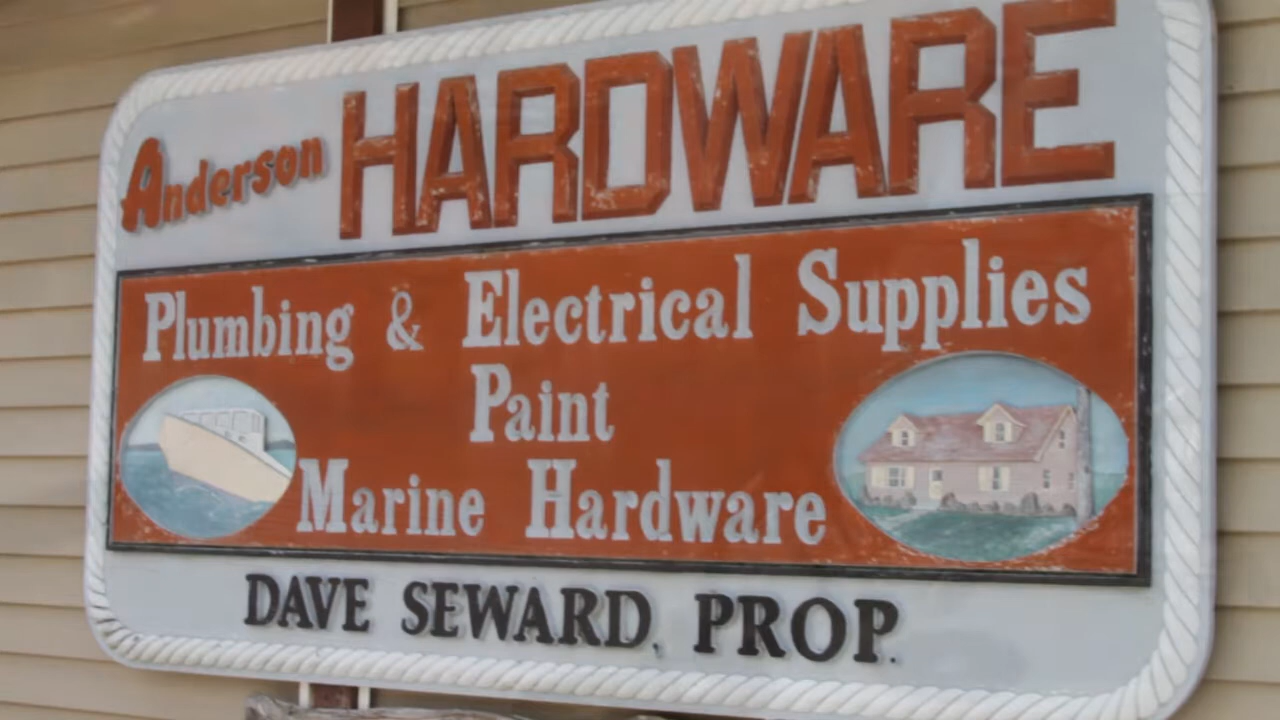 Anderson HARDWARE
Plumbing & Electrical Supplies
Paint
Marine Hardware
DAVE SEWARD, PROP.